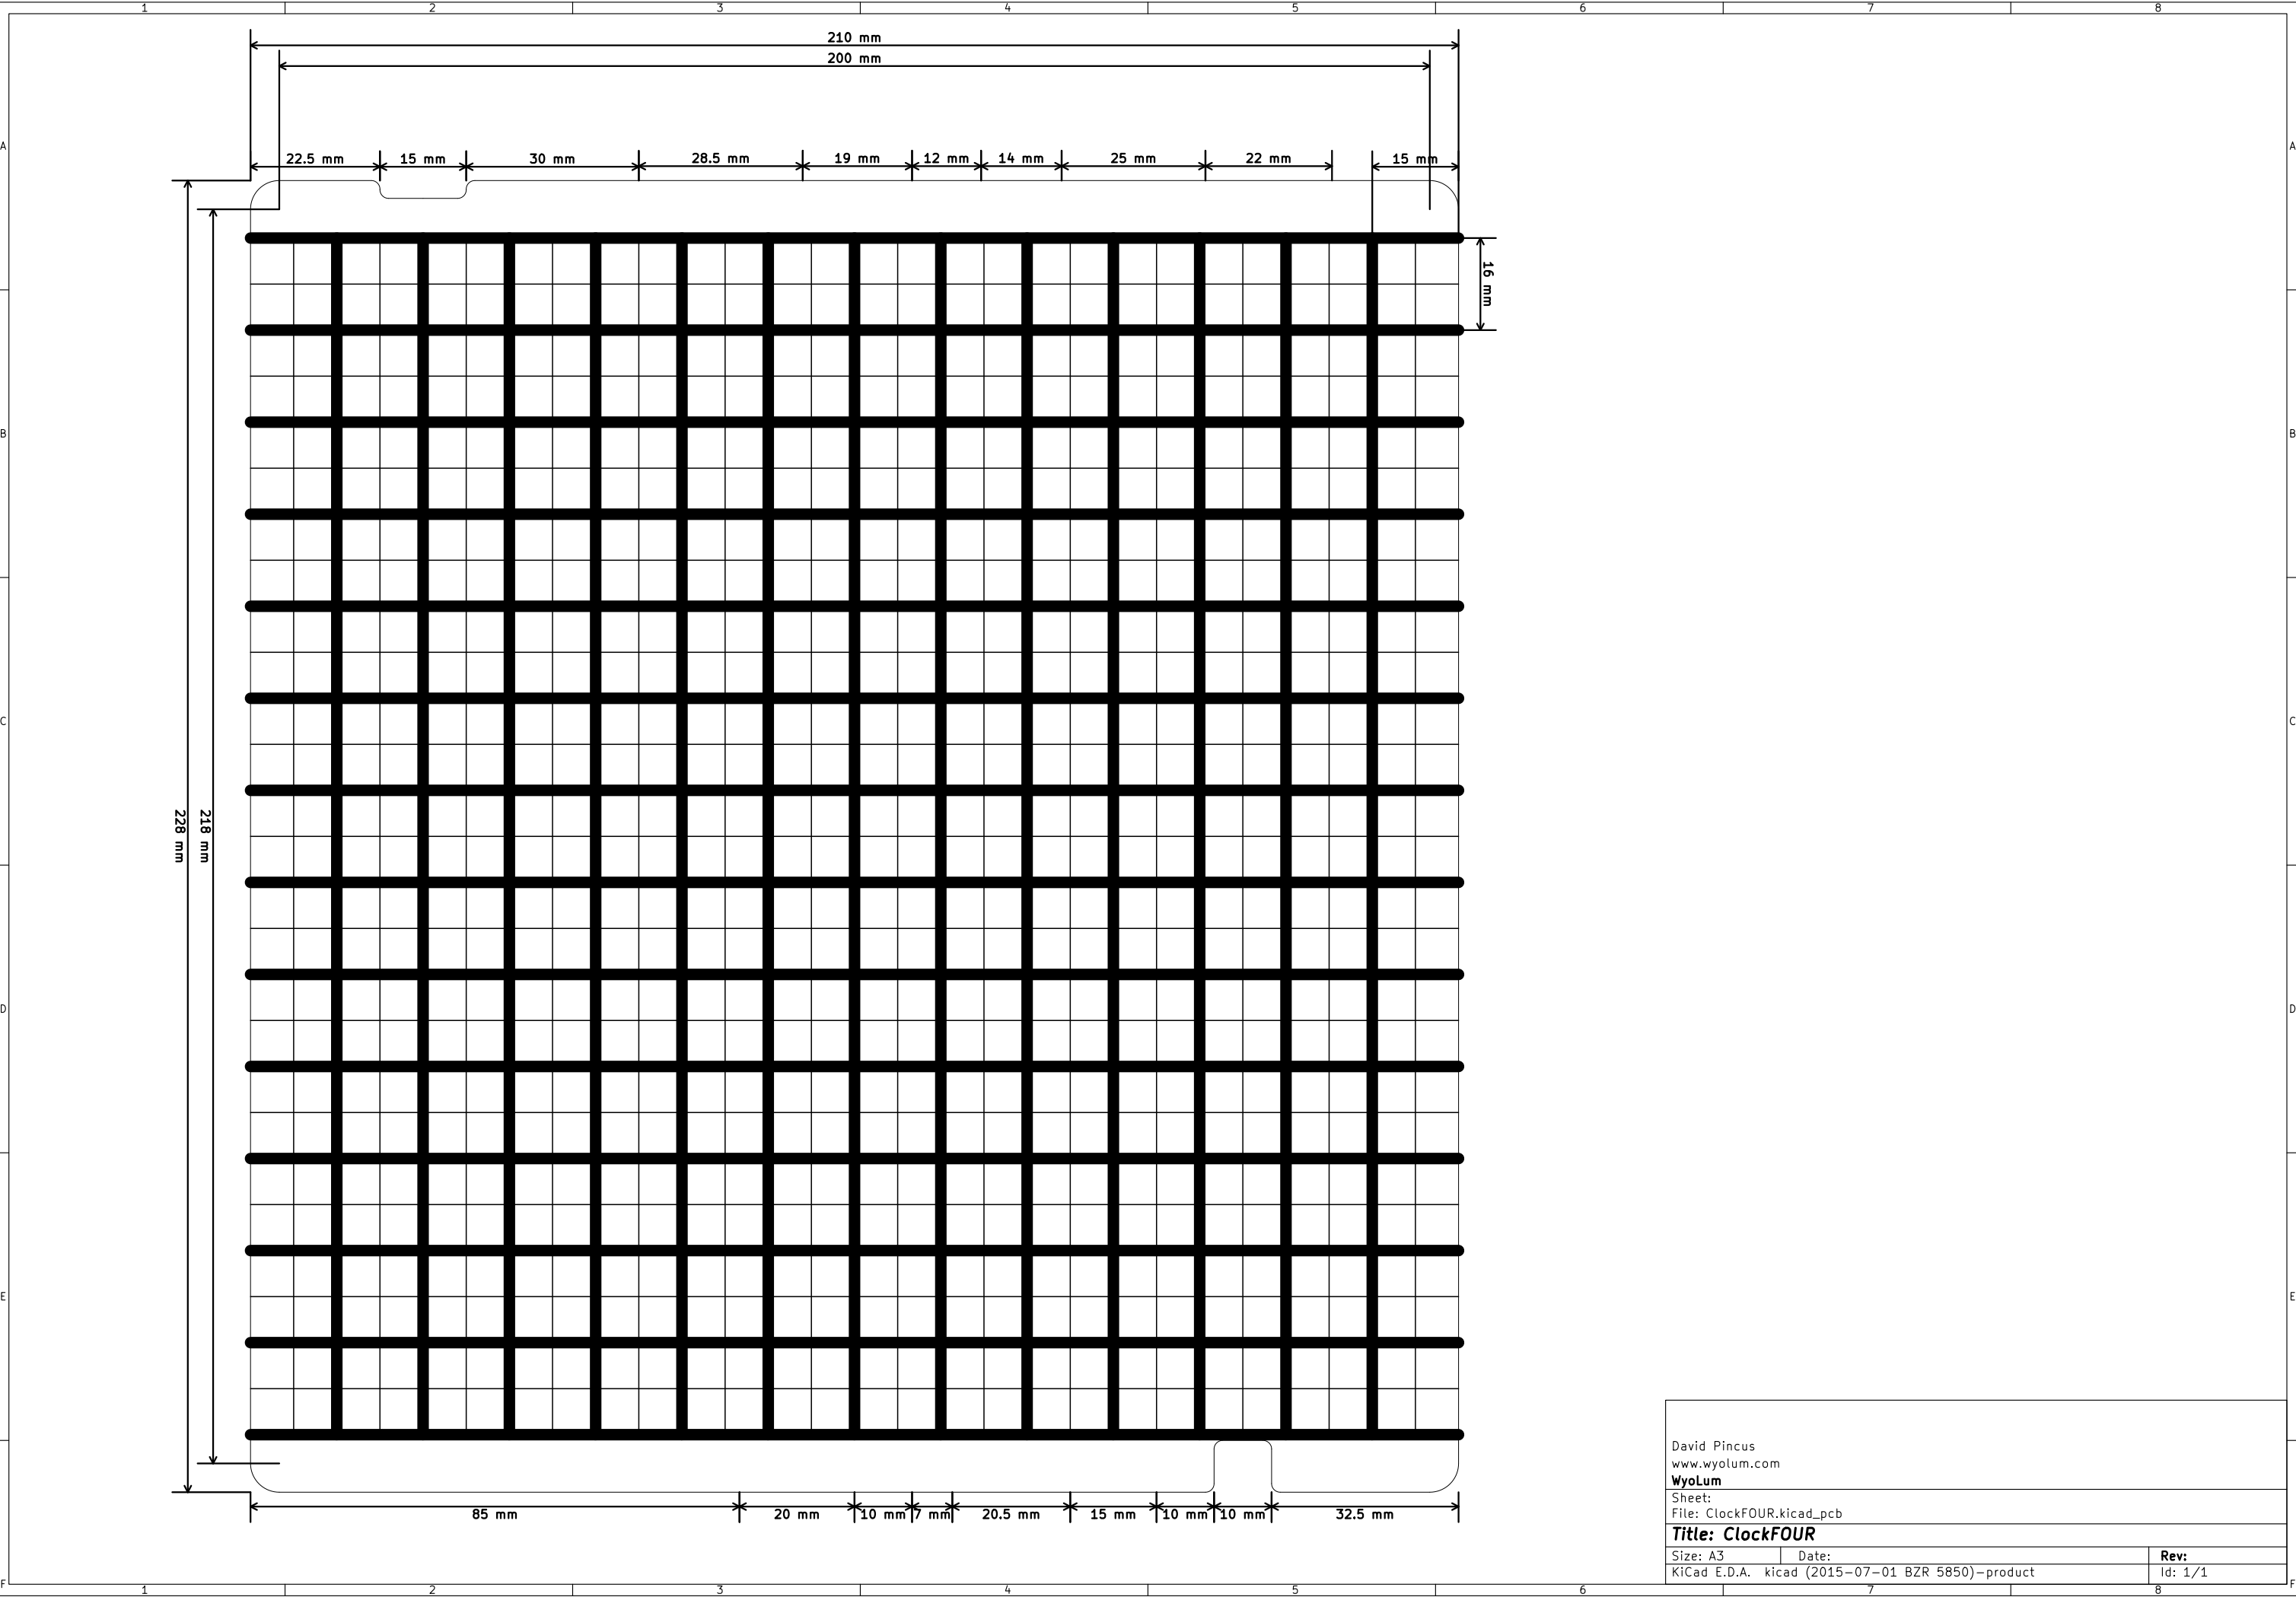 1 2 3 4 5 6 7 8
210 mm
200 mm
A A
22.5 mm 15 mm 30 mm 28.5 mm 19 mm 12 mm 14 mm 25 mm 22 mm 15 mm
16 mm
B B
C C
228 mm 218 mm
D D
E E
85 mm 20 mm 10 mm 7 mm 20.5 mm 15 mm 10 mm 10 mm 32.5 mm
David Pincus
www.wyolum.com
WyoLum
Sheet:
File: ClockFOUR.kicad_pcb
Title: ClockFOUR
Size: A3 Date: Rev:
KiCad E.D.A. kicad (2015-07-01 BZR 5850)-product Id: 1/1
F F
1 2 3 4 5 6 7 8